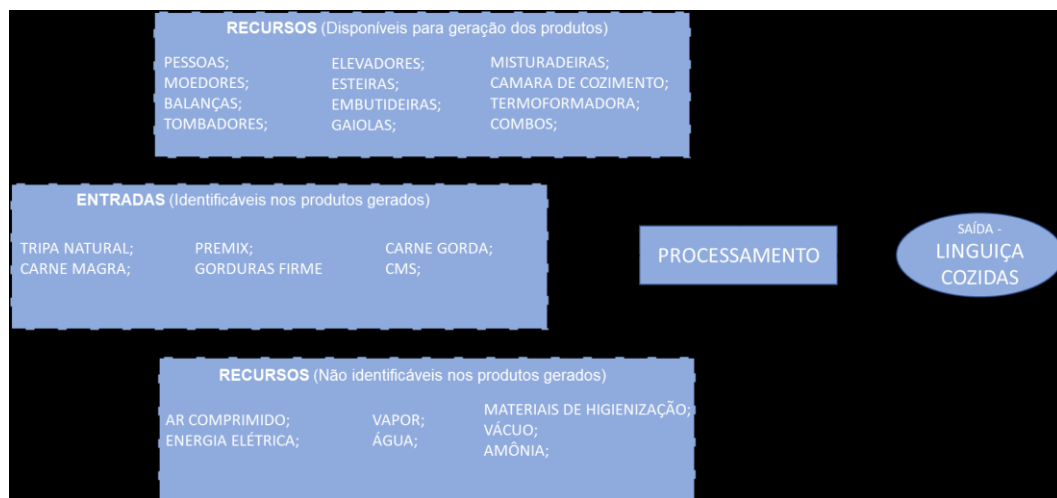 RECURSOS (Disponíveis para geração dos produtos)
PESSOAS;
MOEDORES;
BALANÇAS;
TOMBADORES;
ELEVADORES;
ESTEIRAS;
EMBUTIDEIRAS;
GAIOLAS;
MISTURADEIRAS;
CAMARA DE COZIMENTO;
TERMOFORMADORA;
COMBOS;
ENTRADAS (Identificáveis nos produtos gerados)
TRIPA NATURAL;
CARNE MAGRA;
PREMIX;
GORDURAS FIRME
CARNE GORDA;
CMS;
PROCESSAMENTO
SAÍDA -
LINGUIÇA
COZIDAS
RECURSOS (Não identificáveis nos produtos gerados)
AR COMPRIMIDO;
ENERGIA ELÉTRICA;
VAPOR;
ÁGUA;
MATERIAIS DE HIGIENIZAÇÃO;
VÁCUO;
AMÔNIA;